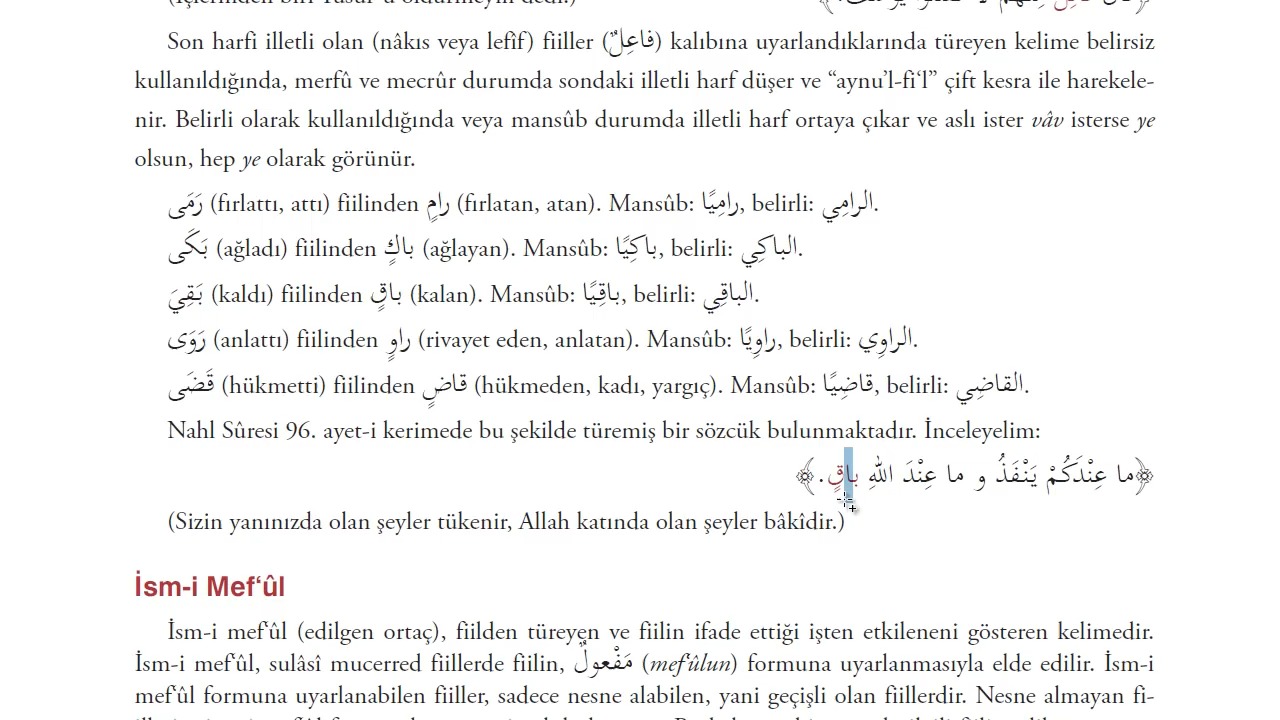 Son harfi illetli olan (nâkıs veya lefîf) fiiller (فاعِلٌ) kalıbına uyarlandıklarında türeyen kelime belirsiz
kullanıldığında, merfû ve mecrûr durumda sondaki illetli harf düşer ve “aynu’l-fi‘l” çift kesra ile harekele-
nir. Belirli olarak kullanıldığında veya mansûb durumda illetli harf ortaya çıkar ve aslı ister vâv isterse ye
olsun, hep ye olarak görünür.
رَمَى (fırlattı, attı) fiilinden رامٍ (fırlatan, atan). Mansûb: رامِيًا, belirli: الرامِي.
بَكَى (ağladı) fiilinden باكٍ (ağlayan). Mansûb: باكِيًا, belirli: الباكِي.
بَقِيَ (kaldı) fiilinden باقٍ (kalan). Mansûb: باقِيًا, belirli: الباقِي.
رَوَى (anlattı) fiilinden راوٍ (rivayet eden, anlatan). Mansûb: راوِيًا, belirli: الراوِي.
قَضَى (hükmetti) fiilinden قاضٍ (hükmeden, kadı, yargıç). Mansûb: قاضِيًا, belirli: القاضِي.
Nahl Sûresi 96. ayet-i kerimede bu şekilde türemiş bir sözcük bulunmaktadır. İnceleyelim:
﴿ما عِنْدَكُمْ يَنْفَذُ و ما عِنْدَ اللهِ باقٍ.﴾
(Sizin yanınızda olan şeyler tükenir, Allah katında olan şeyler bâkîdir.)
İsm-i Mef‘ûl
İsm-i mef‘ûl (edilgen ortaç), fiilden türeyen ve fiilin ifade ettiği işten etkileneni gösteren kelimedir.
İsm-i mef‘ûl, sulâsî mucerred fiillerde fiilin, مَفْعولٌ (mef‘ûlun) formuna uyarlanmasıyla elde edilir. İsm-i
mef‘ûl formuna uyarlanabilen fiiller, sadece nesne alabilen, yani geçişli olan fiillerdir. Nesne almayan fi-